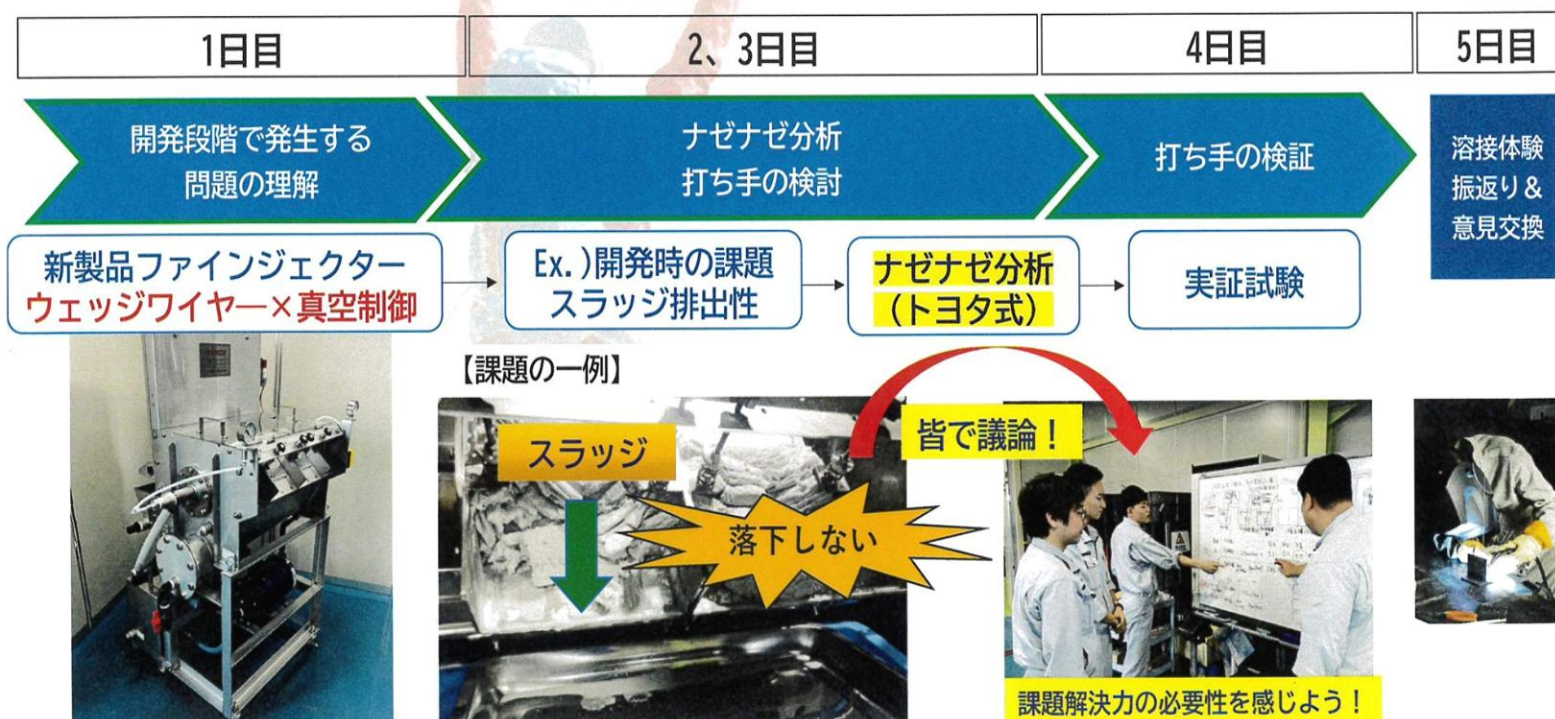 1日目
2、3日目
4日目
5日目
開発段階で発生する
問題の理解
ナゼナゼ分析
打ち手の検討
打ち手の検証
溶接体験
振返り＆
意見交換
新製品ファインジェクター
ウェッジワイヤー×真空制御
Ex.)開発時の課題
スラッジ排出性
ナゼナゼ分析
(トヨタ式)
実証試験
【課題の一例】
スラッジ
落下しない
皆で議論！
課題解決力の必要性を感じよう！